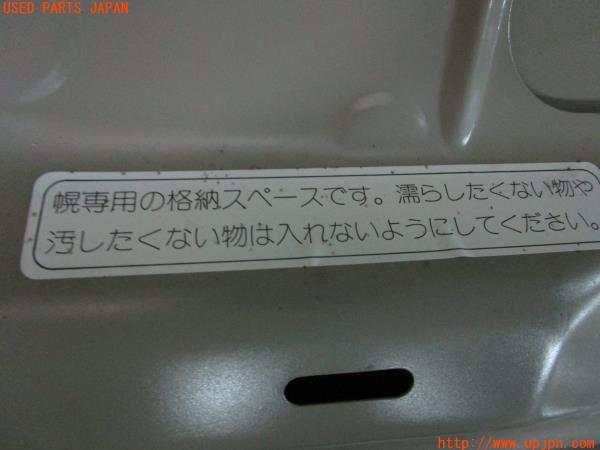 USED PARTS JAPAN
幌専用の格納スペースです。濡らしたくない物や
汚したくない物は入れないようにしてください。
http://www.upjpn.com